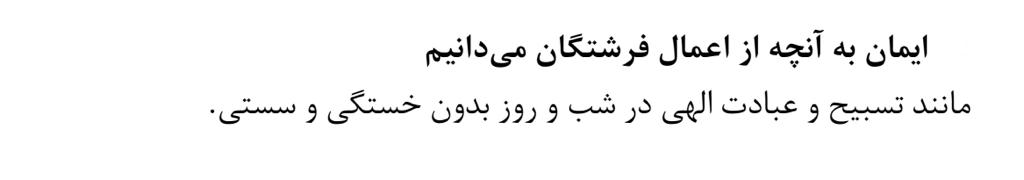 ایمان به آنچه از اعمال فرشتگان می‌دانیم
مانند تسبیح و عبادت الهی در شب و روز بدون خستگی و سستی.